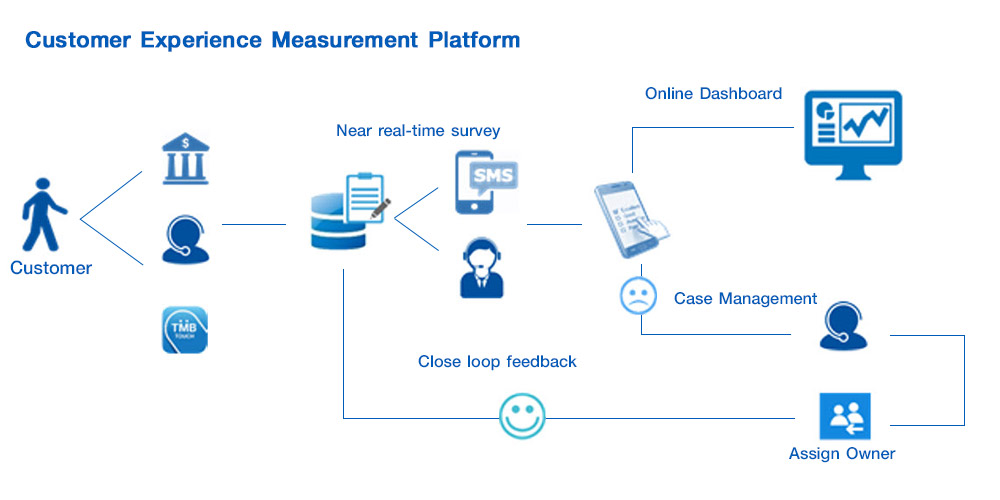 Customer Experience Measurement Platform
Online Dashboard
Near real-time survey
SMS
Customer
Case Management
TMB
TOUCH
Close loop feedback
Assign Owner